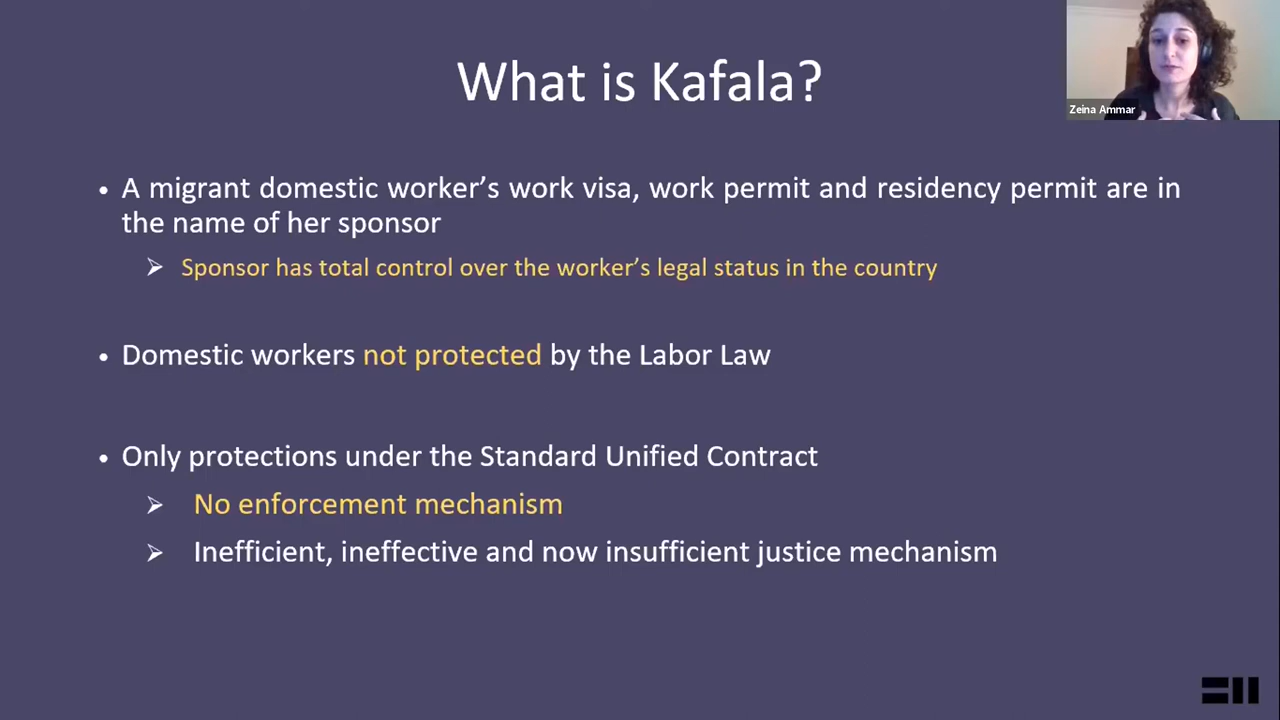 What is Kafala?
Zeina Ammar
• A migrant domestic worker’s work visa, work permit and residency permit are in
the name of her sponsor
➢ Sponsor has total control over the worker’s legal status in the country
• Domestic workers not protected by the Labor Law
• Only protections under the Standard Unified Contract
➢ No enforcement mechanism
➢ Inefficient, ineffective and now insufficient justice mechanism